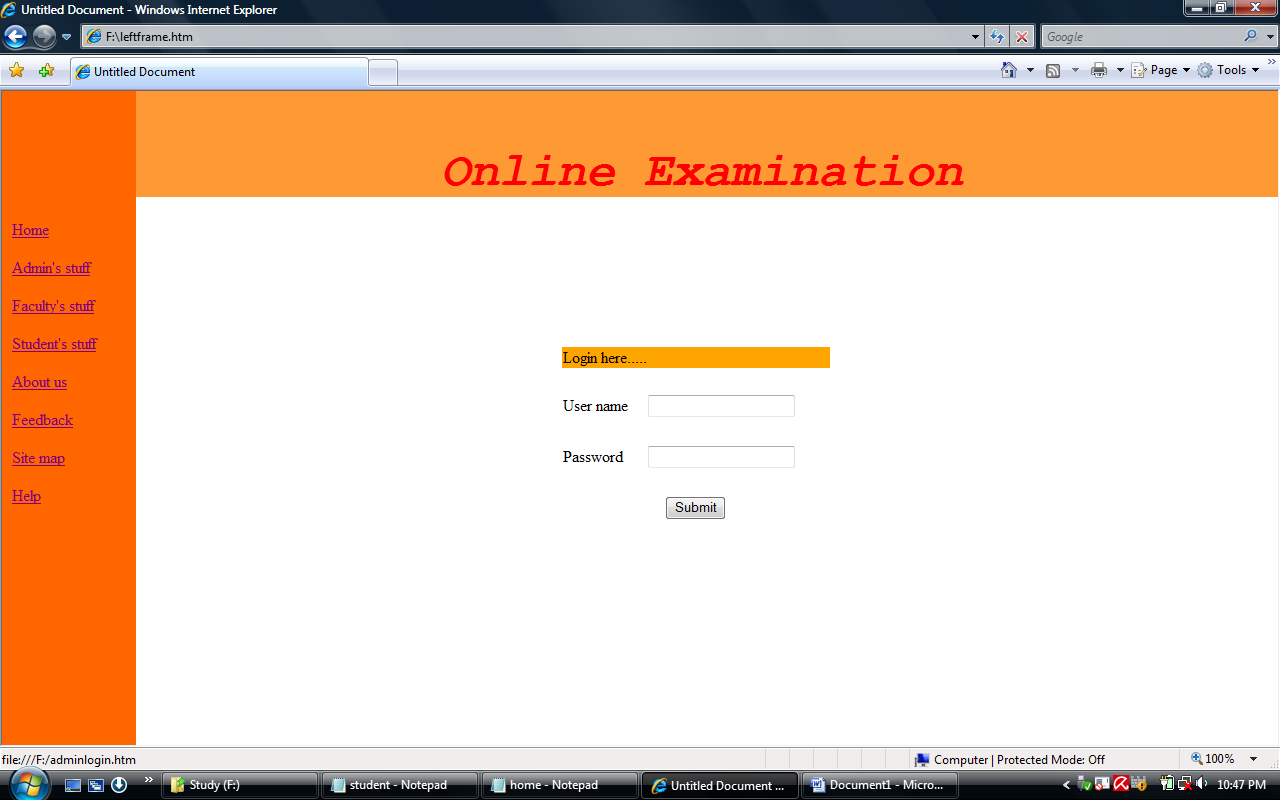 Untitled Document - Windows Internet Explorer
F:\leftframe.htm
Google
Untitled Document
Page
Tools
Online Examination
Home
Admin's stuff
Faculty's stuff
Student's stuff
About us
Feedback
Site map
Help
Login here.....
User name
Password
Submit
file:///F:/adminlogin.htm
Computer | Protected Mode: Off
100%
Study (F:)
student - Notepad
home - Notepad
Untitled Document ...
Document1 - Micro...
10:47 PM